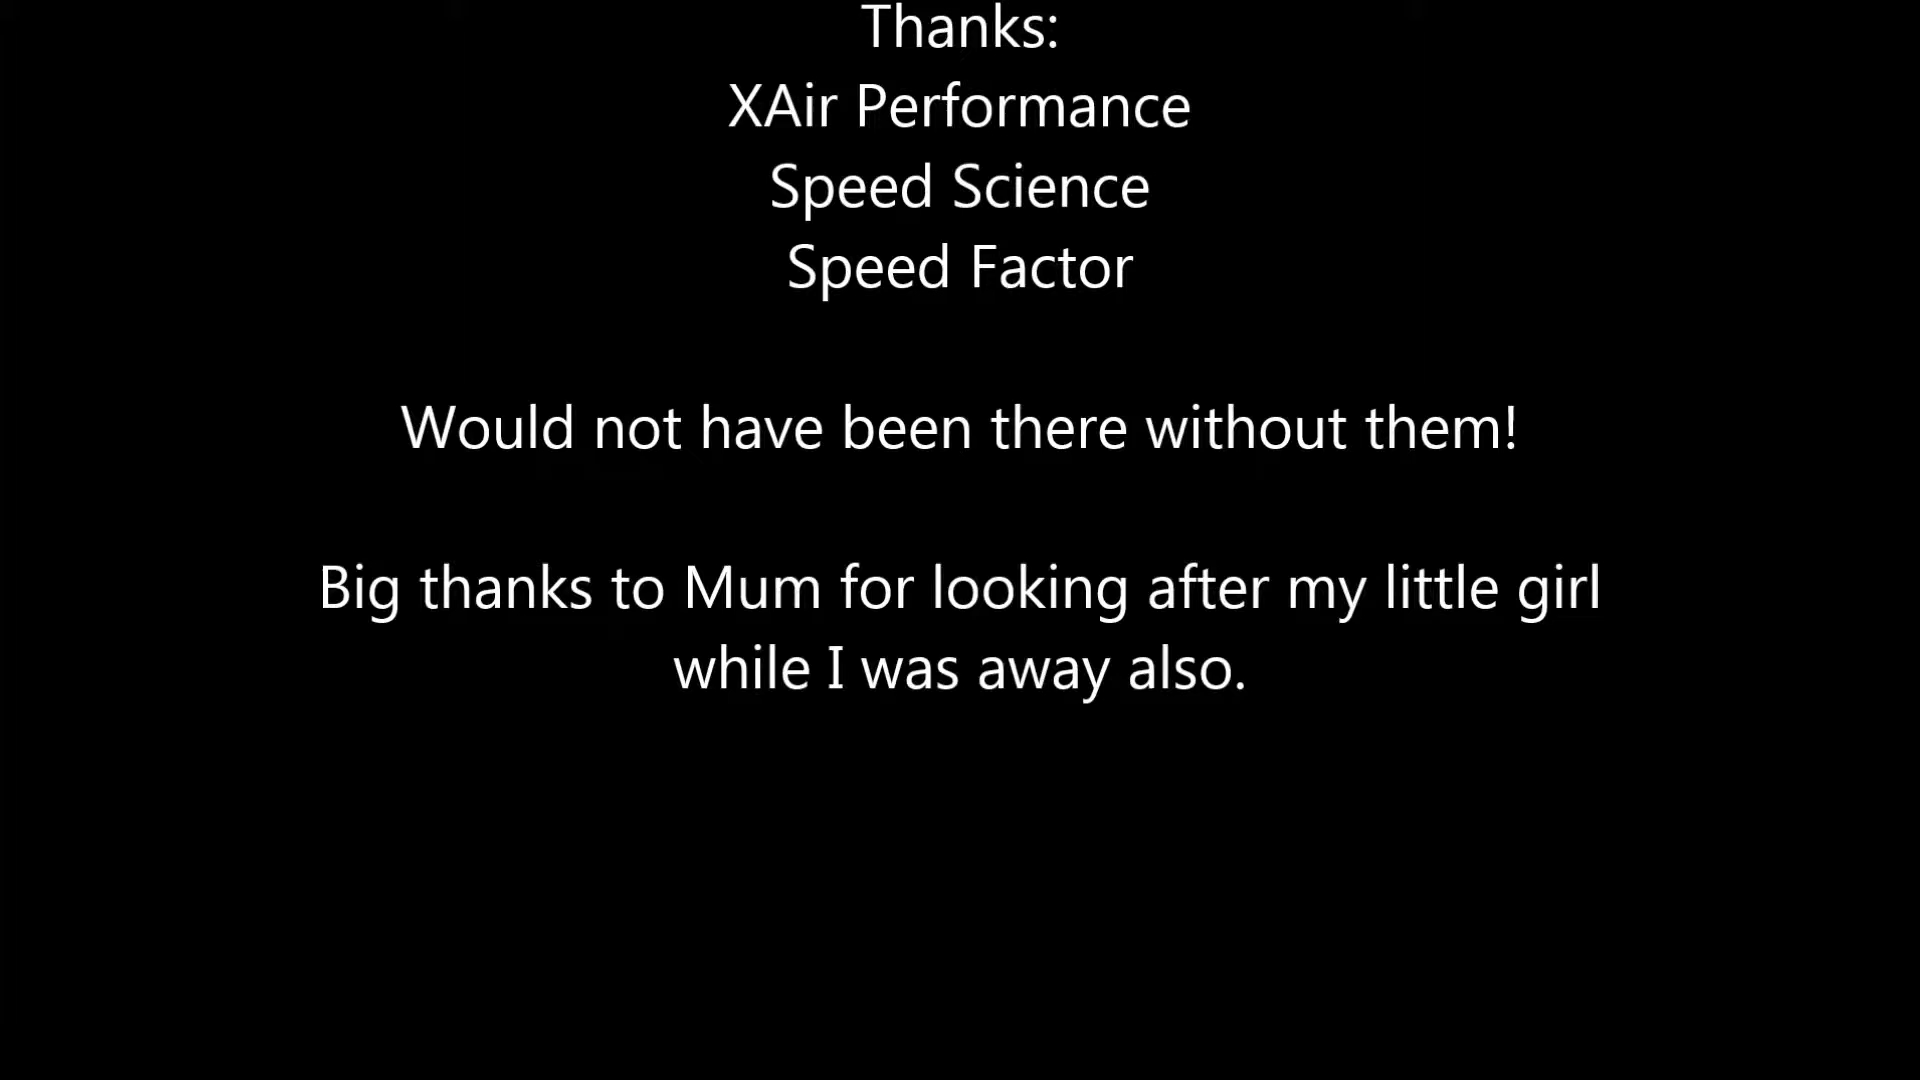 Thanks:
XAir Performance
Speed Science
Speed Factor
Would not have been there without them!
Big thanks to Mum for looking after my little girl
while I was away also.